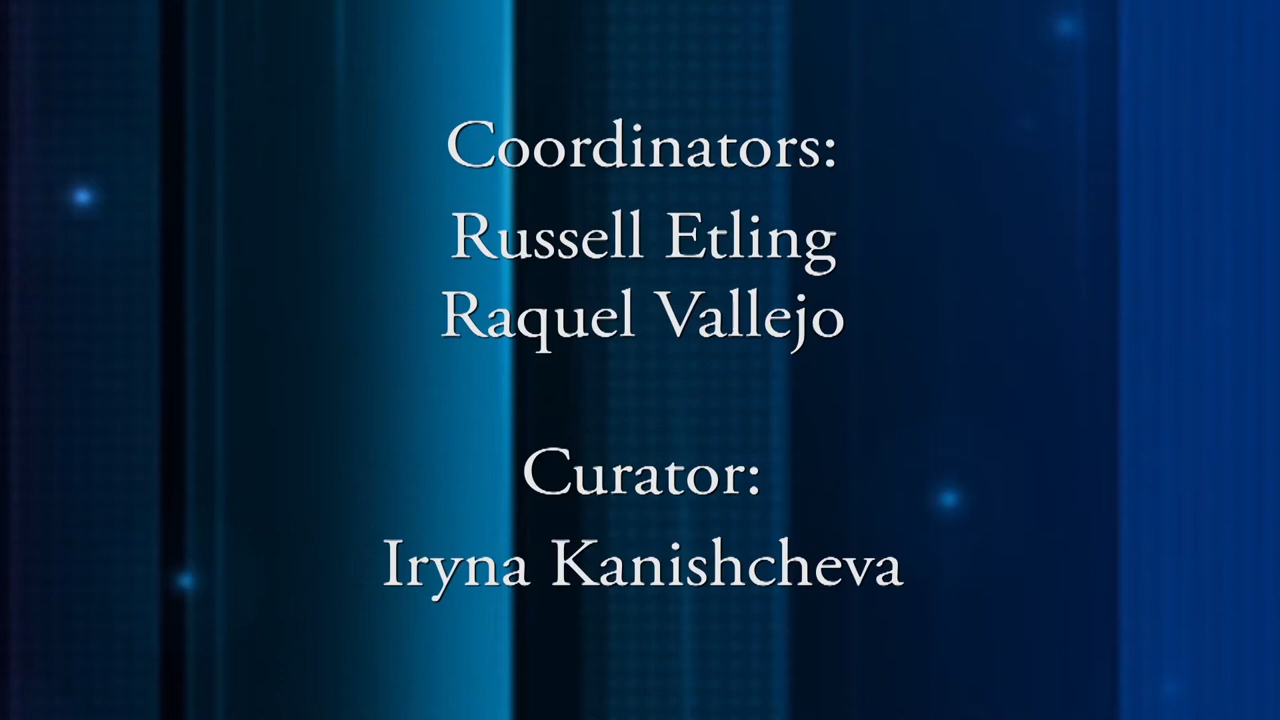 Coordinators:
Russell Etling
Raquel Vallejo
Curator:
Iryna Kanishcheva